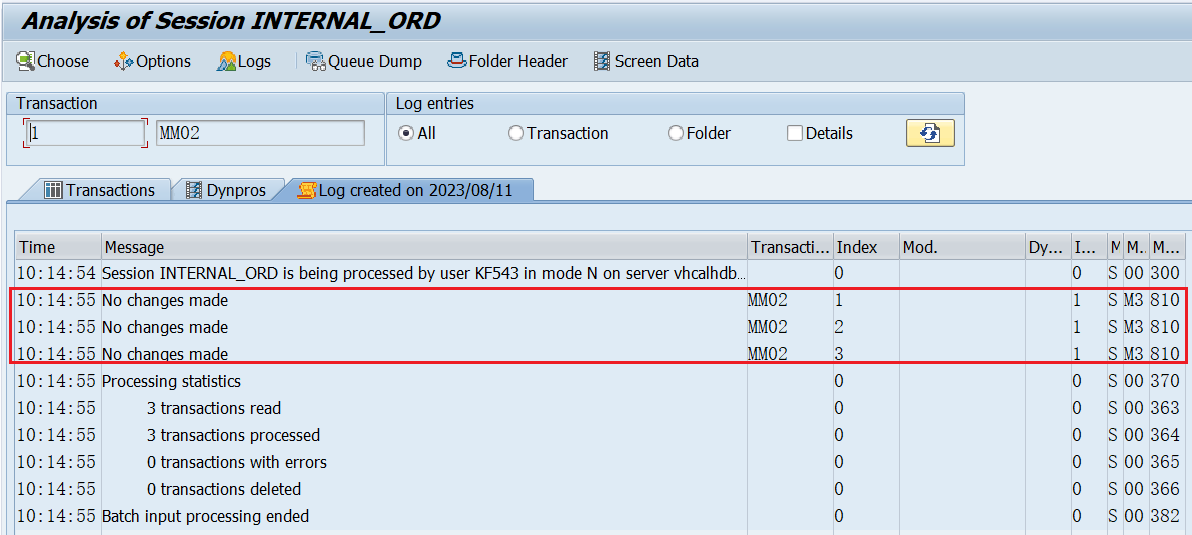 Analysis of Session INTERNAL_ORD
Choose Options Logs Queue Dump Folder Header Screen Data
Transaction Log entries
1 MM02 All Transaction Folder Details
Transactions Dynpros Log created on 2023/08/11
Time Message Transacti... Index Mod. Dy... I... M M. M...
10:14:54 Session INTERNAL_ORD is being processed by user KF543 in mode N on server vhcalhdb... 0 0 S 00 300
10:14:55 No changes made MM02 1 1 S M3 810
10:14:55 No changes made MM02 2 1 S M3 810
10:14:55 No changes made MM02 3 1 S M3 810
10:14:55 Processing statistics 0 0 S 00 370
10:14:55 3 transactions read 0 0 S 00 363
10:14:55 3 transactions processed 0 0 S 00 364
10:14:55 0 transactions with errors 0 0 S 00 365
10:14:55 0 transactions deleted 0 0 S 00 366
10:14:55 Batch input processing ended 0 0 S 00 382